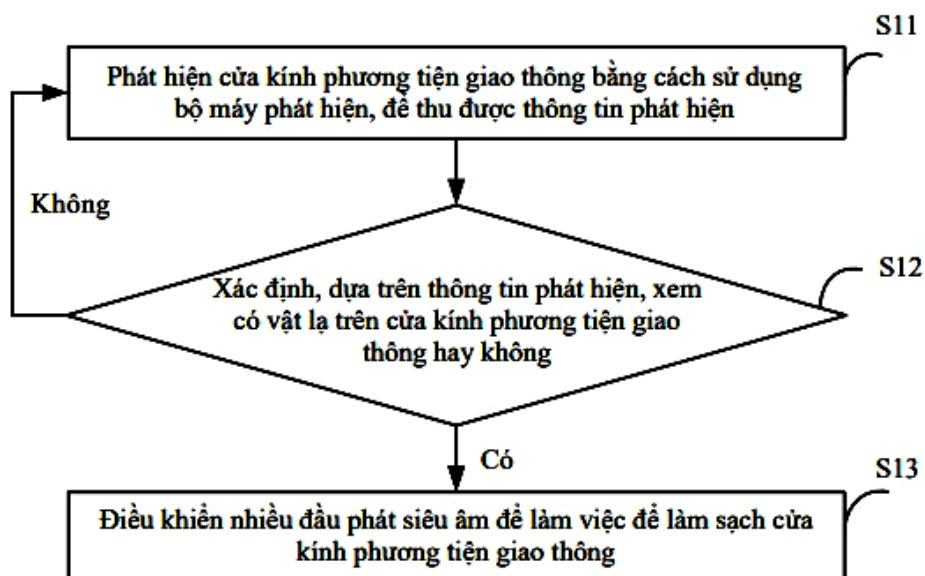 S11
Phát hiện cửa kính phương tiện giao thông bằng cách sử dụng
bộ máy phát hiện, để thu được thông tin phát hiện
Không
S12
Xác định, dựa trên thông tin phát hiện, xem
có vật lạ trên cửa kính phương tiện giao
thông hay không
Có
S13
Điều khiển nhiều đầu phát siêu âm để làm việc để làm sạch cửa
kính phương tiện giao thông